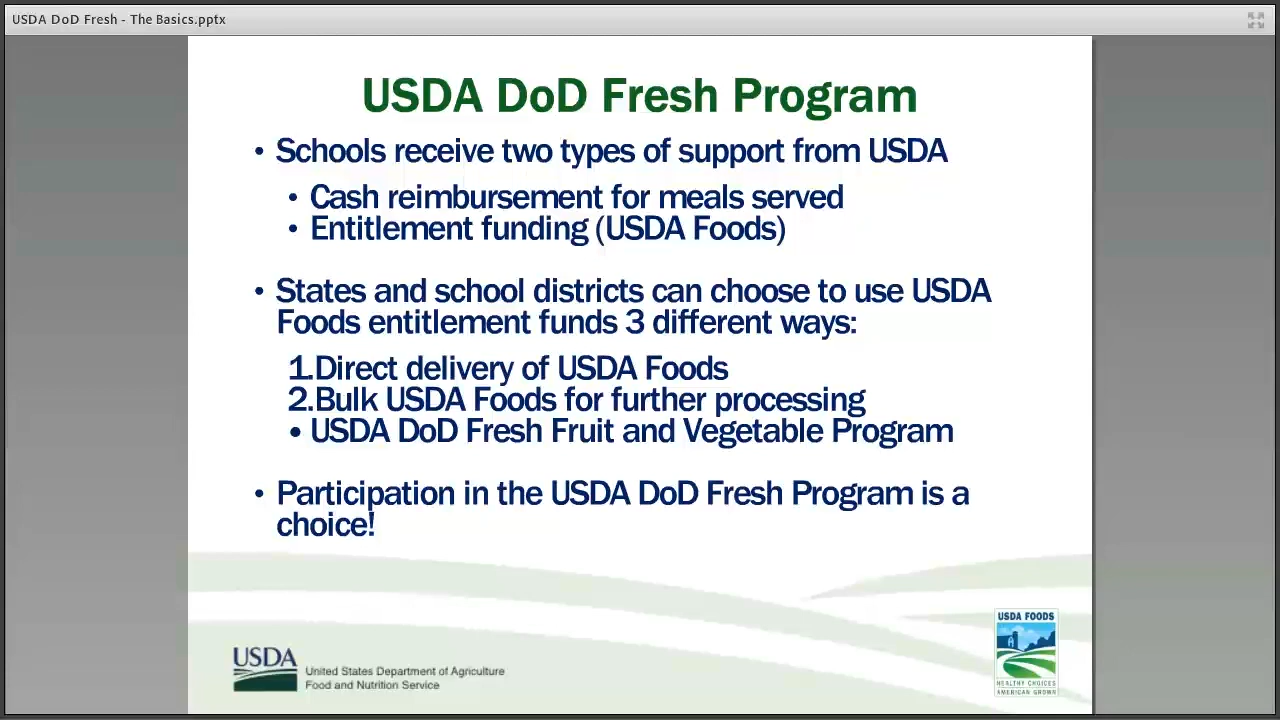 USDA DoD Fresh - The Basics.pptx
USDA DoD Fresh Program
• Schools receive two types of support from USDA
• Cash reimbursement for meals served
• Entitlement funding (USDA Foods)
• States and school districts can choose to use USDA
Foods entitlement funds 3 different ways:
1.Direct delivery of USDA Foods
2.Bulk USDA Foods for further processing
• USDA DoD Fresh Fruit and Vegetable Program
• Participation in the USDA DoD Fresh Program is a
choice!
USDA
United States Department of Agriculture
Food and Nutrition Service
USDA FOODS
HEALTHY CHOICES
AMERICAN GROWN